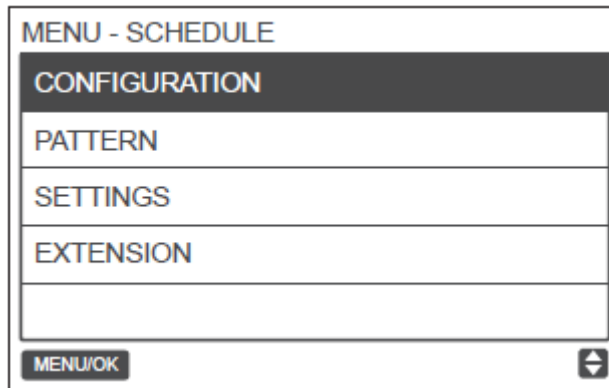 MENU - SCHEDULE
CONFIGURATION
PATTERN
SETTINGS
EXTENSION
MENU/OK